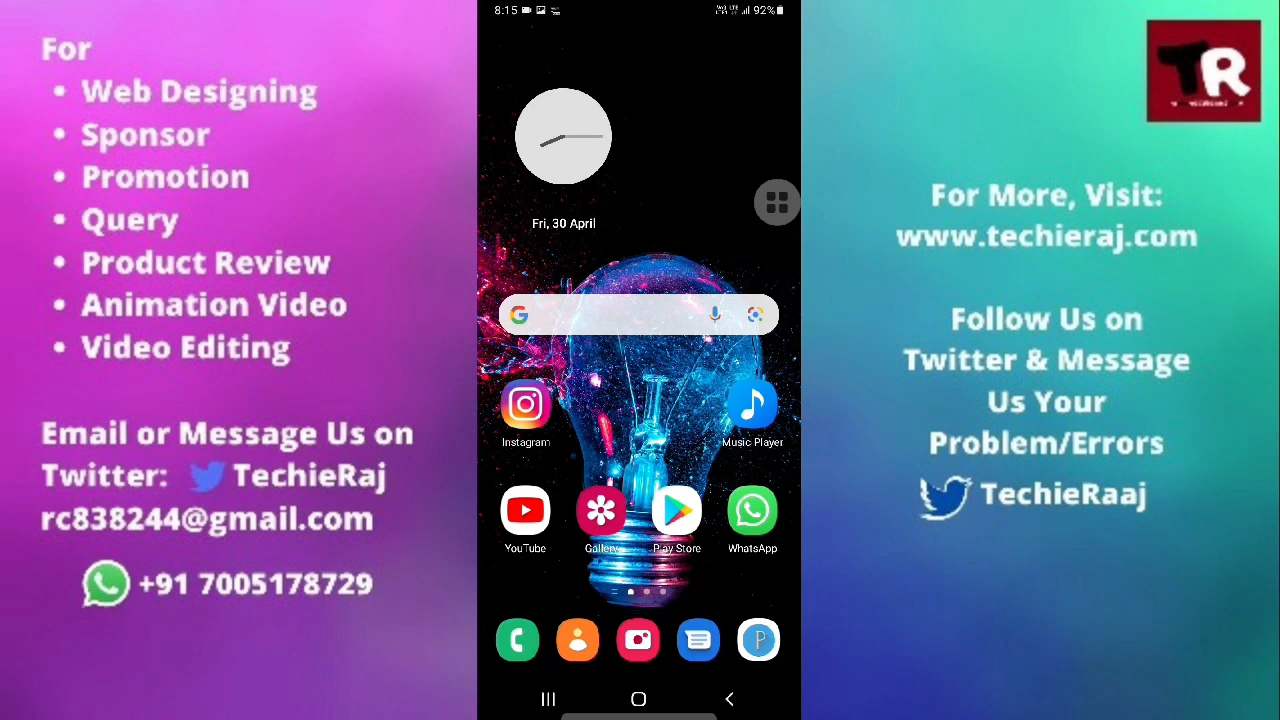 For
• Web Designing
• Sponsor
• Promotion
• Query
• Product Review
• Animation Video
• Video Editing
Email or Message Us on
Twitter: TechieRaj
rc838244@gmail.com
+91 7005178729
8:15
92%
Fri, 30 April
Instagram
Music Player
YouTube
Gallery
Play Store
WhatsApp
TR
For More, Visit:
www.techieraj.com
Follow Us on
Twitter & Message
Us Your
Problem/Errors
TechieRaaj